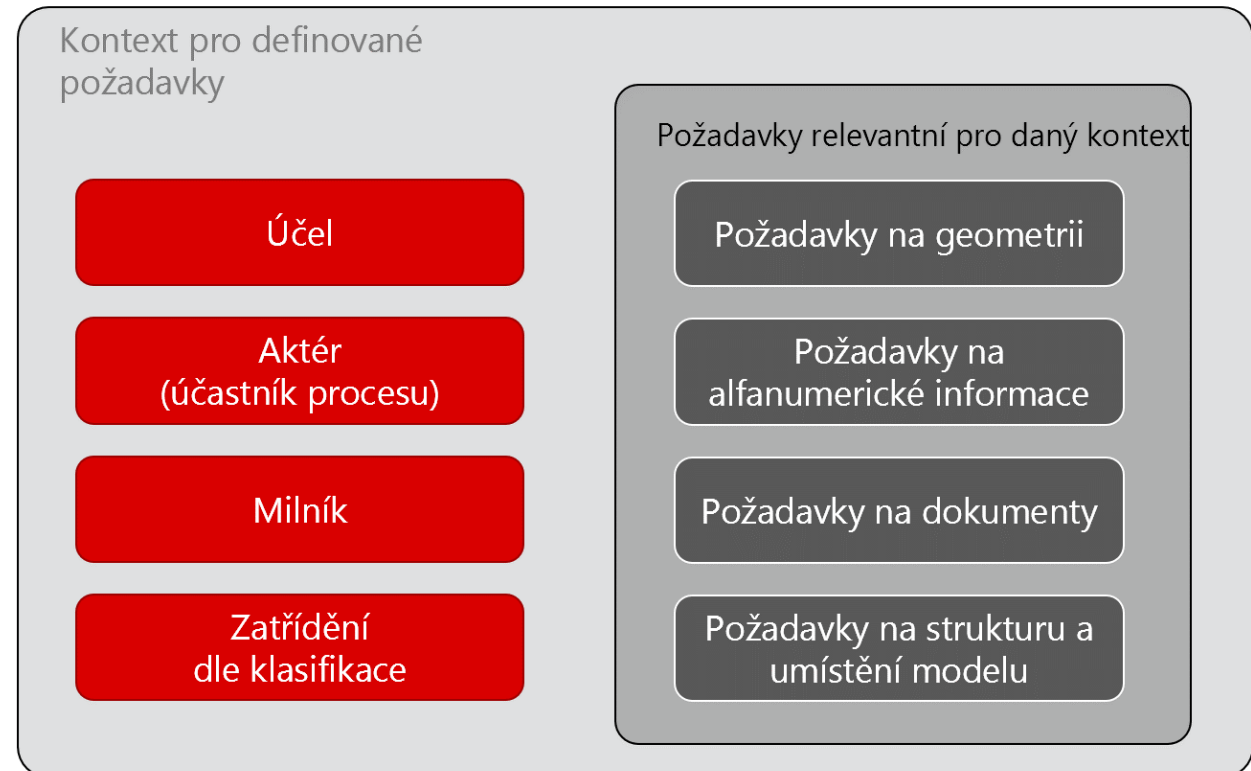 Kontext pro definované
požadavky
Požadavky relevantní pro daný kontext
Účel
Aktér
(účastník procesu)
Milník
Zatřídění
dle klasifikace
Požadavky na geometrii
Požadavky na
alfanumerické informace
Požadavky na dokumenty
Požadavky na strukturu a
umístění modelu